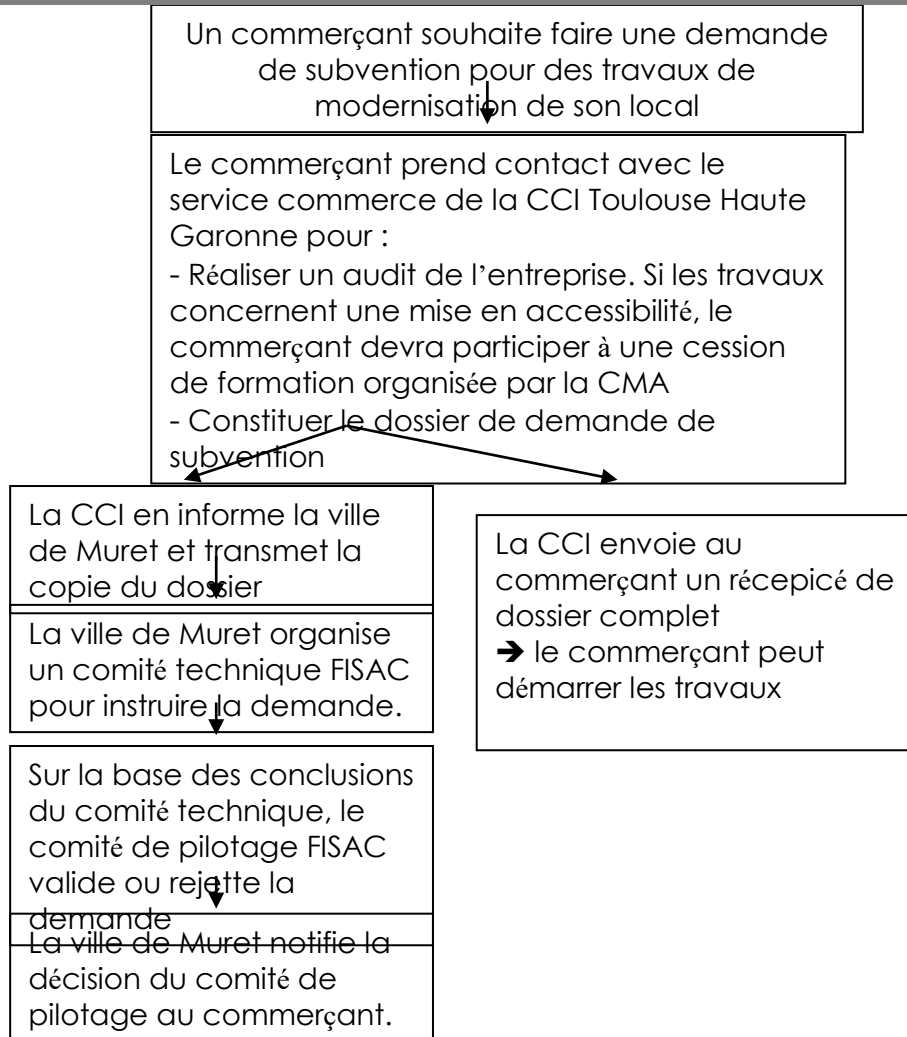 Un commerçant souhaite faire une demande
de subvention pour des travaux de
modernisation de son local
Le commerçant prend contact avec le
service commerce de la CCI Toulouse Haute
Garonne pour :
- Réaliser un audit de l’entreprise. Si les travaux
concernent une mise en accessibilité, le
commerçant devra participer à une cession
de formation organisée par la CMA
- Constituer le dossier de demande de
subvention
La CCI en informe la ville
de Muret et transmet la
copie du dossier
La ville de Muret organise
un comité technique FISAC
pour instruire la demande.
Sur la base des conclusions
du comité technique, le
comité de pilotage FISAC
valide ou rejette la
demande
La ville de Muret notifie la
décision du comité de
pilotage au commerçant.
La CCI envoie au
commerçant un récepicé de
dossier complet
➔ le commerçant peut
démarrer les travaux